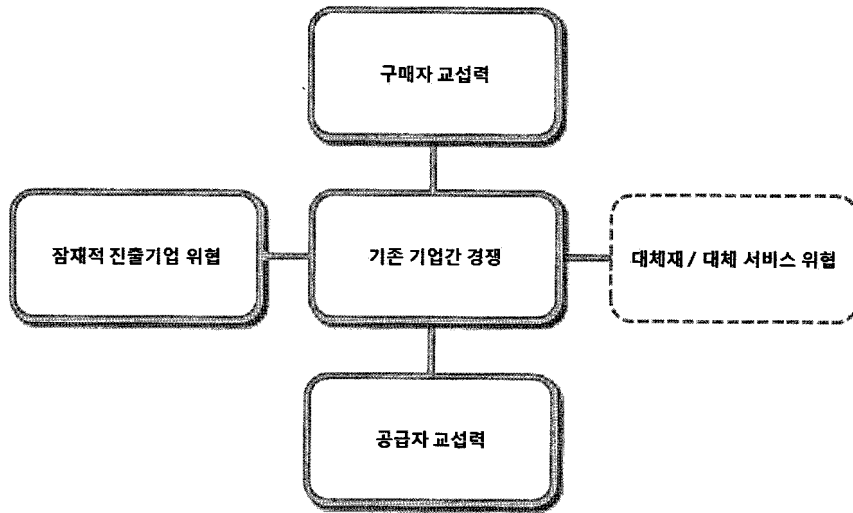 구매자 교섭력
잠재적 진출기업 위협
기존 기업간 경쟁
대체재 / 대체 서비스 위협
공급자 교섭력